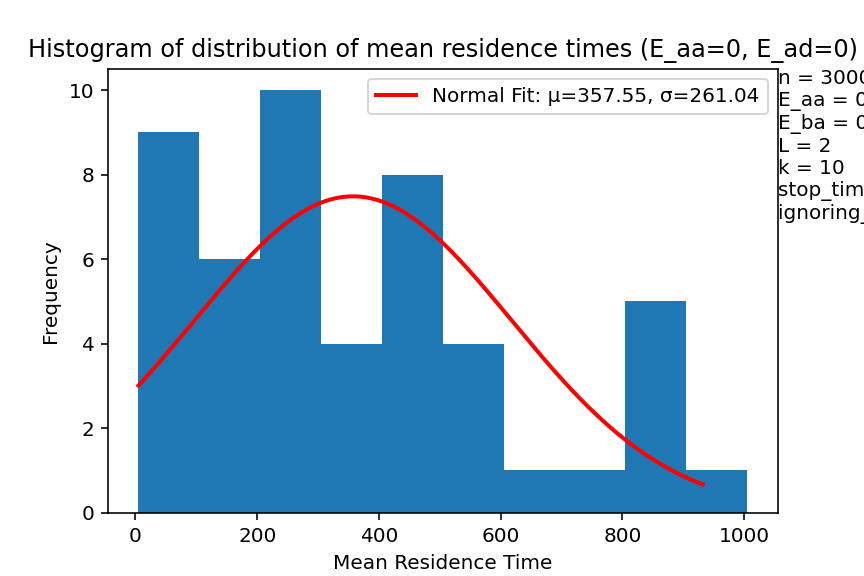 Histogram of distribution of mean residence times (E_aa=0, E_ad=0)
Normal Fit: μ=357.55, σ=261.04
n = 3000
E_aa = 0
E_ba = 0
L = 2
k = 10
stop_tim
ignoring_
Frequency
10
8
6
4
2
0
0 200 400 600 800 1000
Mean Residence Time